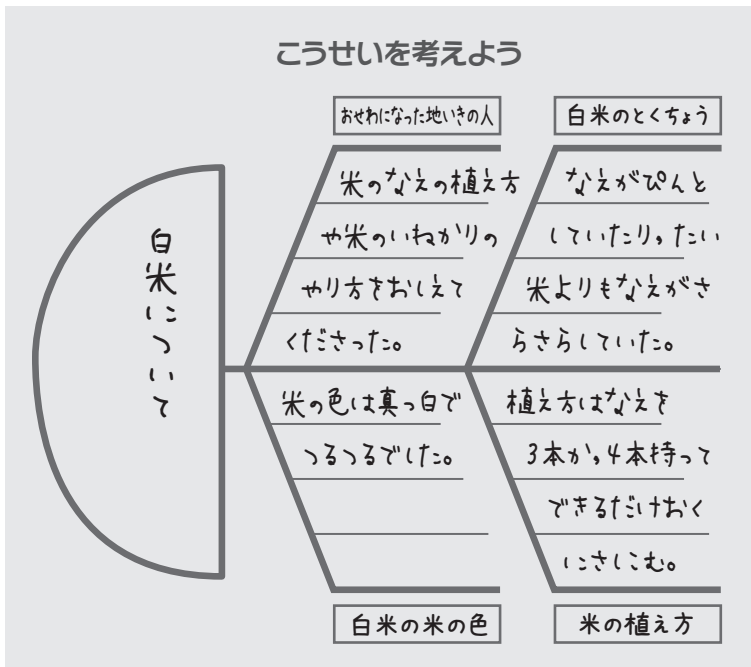 こうせいを考えよう
白米について
おせわになった地いきの人
米のなえの植え方
や米のいねかりの
やり方をおしえて
くださった。
白米のとくちょう
なえがぴんと
していたり,たい
米よりもなえがさ
らさらしていた。
米の色は真っ白で
つるつるでした。
白米の米の色
植え方はなえを
3本か,4本持って
できるだけおく
にさしこむ。
米の植え方